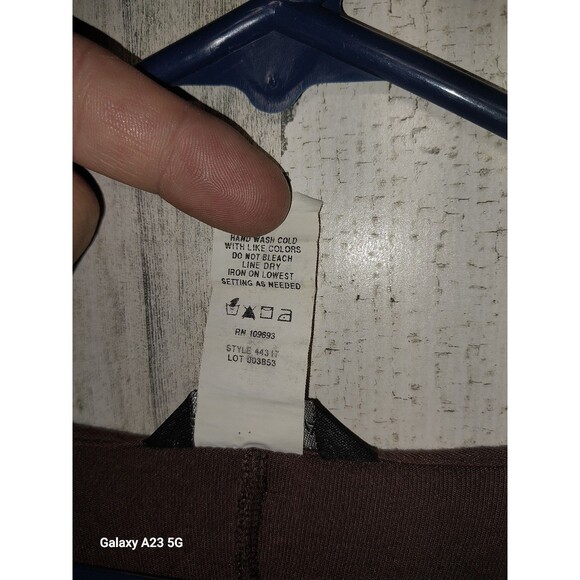 HAND WASH COLD
WITH LIKE COLORS
DO NOT BLEACH
LINE DRY
IRON ON LOWEST
SETTING AS NEEDED
RN 109693
STYLE 44317
LOT 003853
Galaxy A23 5G